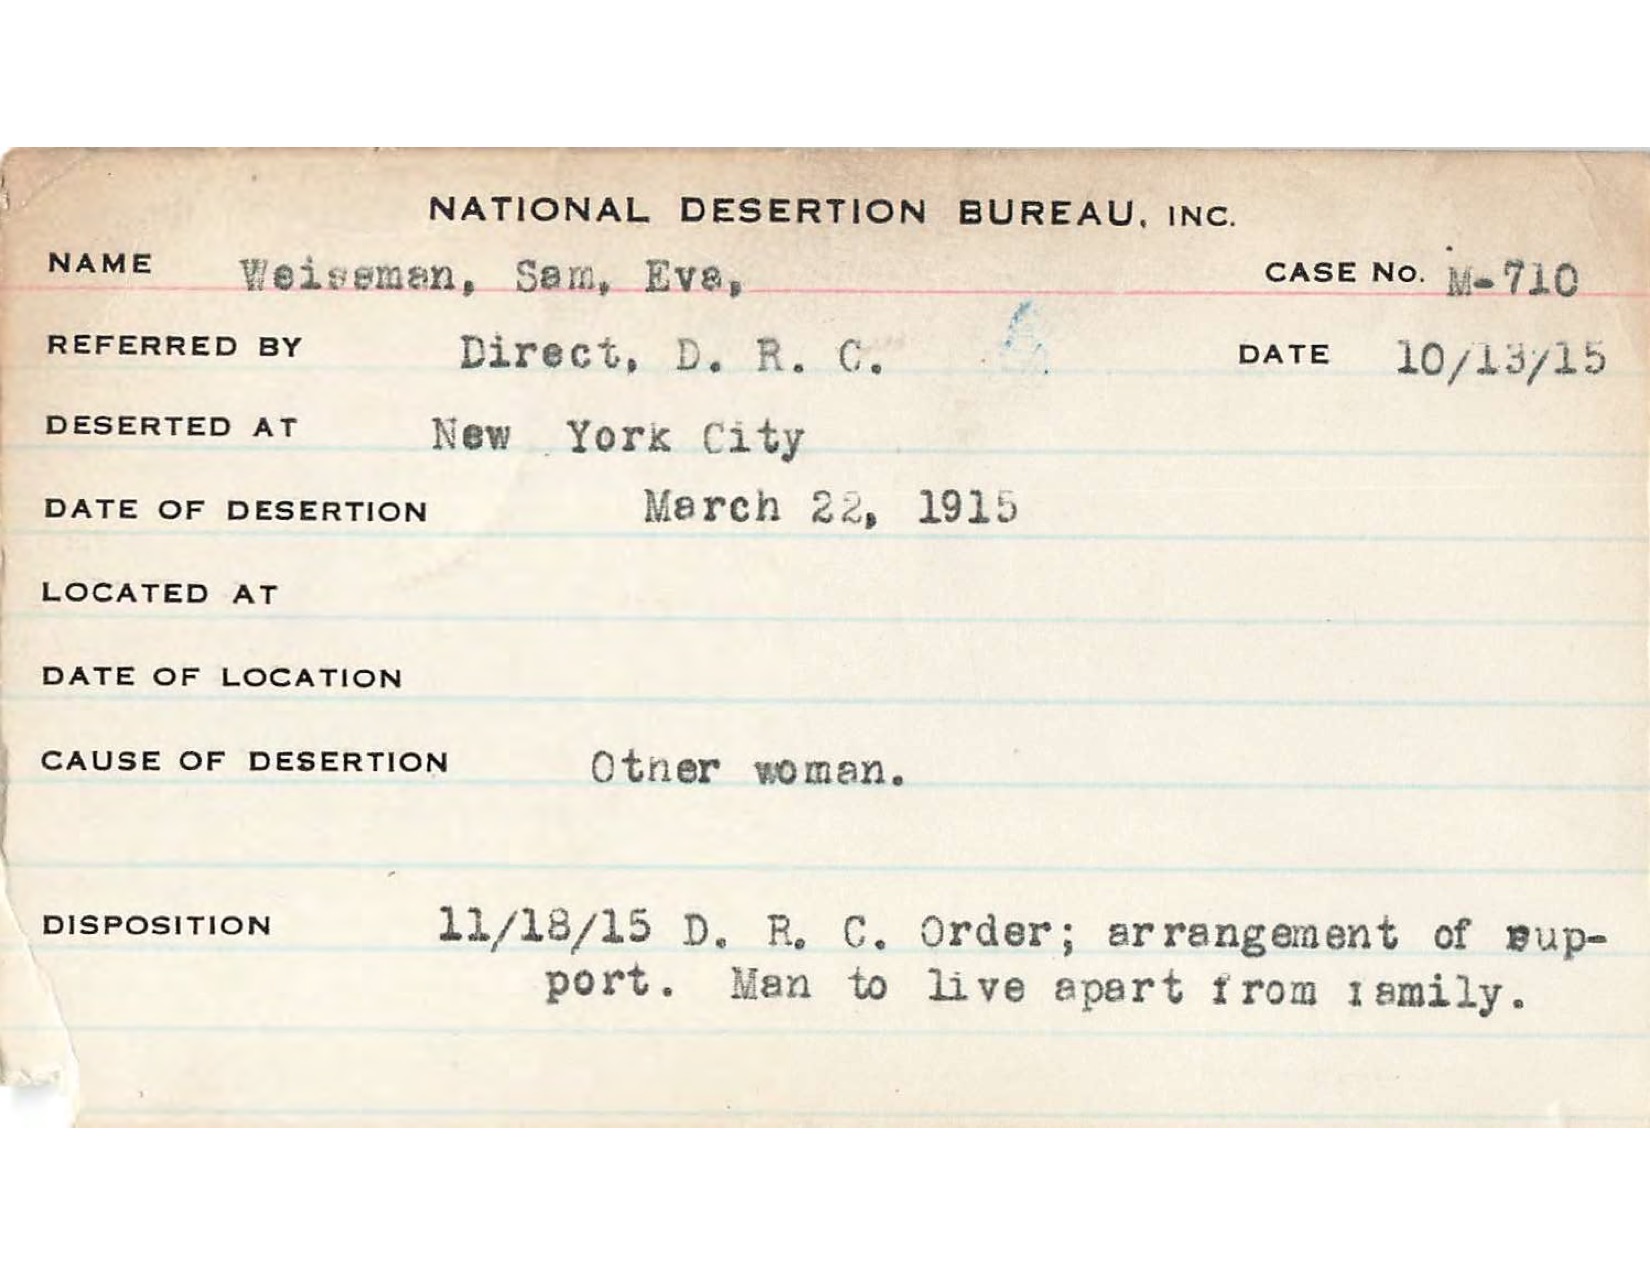 NATIONAL DESERTION BUREAU, INC.
NAME Weissman, Sam, Eva, CASE No. M-710
REFERRED BY Direct, D. R. C. DATE 10/13/15
DESERTED AT New York City
DATE OF DESERTION March 22, 1915
LOCATED AT
DATE OF LOCATION
CAUSE OF DESERTION Other woman.
DISPOSITION 11/18/15 D. R. C. Order; arrangement of sup-
port. Man to live apart from family.